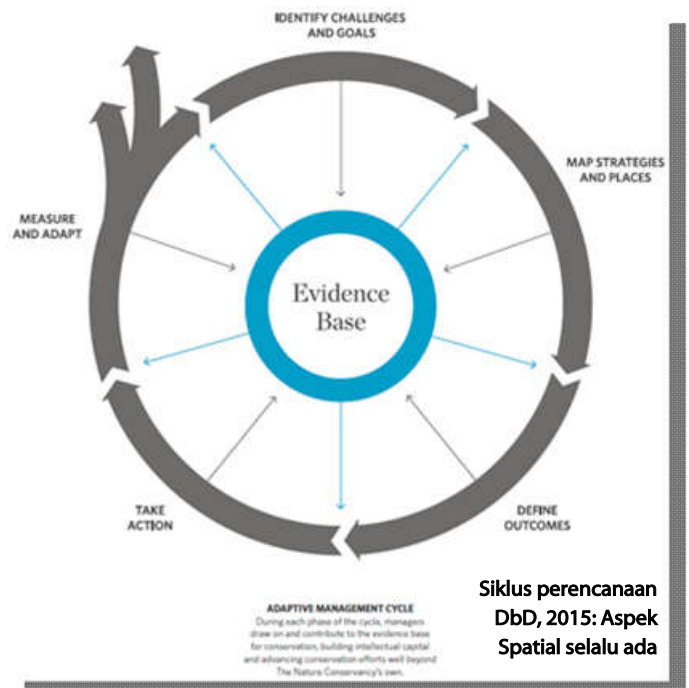 IDENTIFY CHALLENGES
AND GOALS
MAP STRATEGIES
AND PLACES
MEASURE
AND ADAPT
Evidence
Base
TAKE
ACTION
DEFINE
OUTCOMES
Siklus perencanaan
DbD, 2015: Aspek
Spatial selalu ada
ADAPTIVE MANAGEMENT CYCLE
During each phase of the cycle, managers
draw on and contribute to the evidence base
for conservation, building intellectual capital
and advancing conservation efforts well beyond
The Nature Conservancy's own.